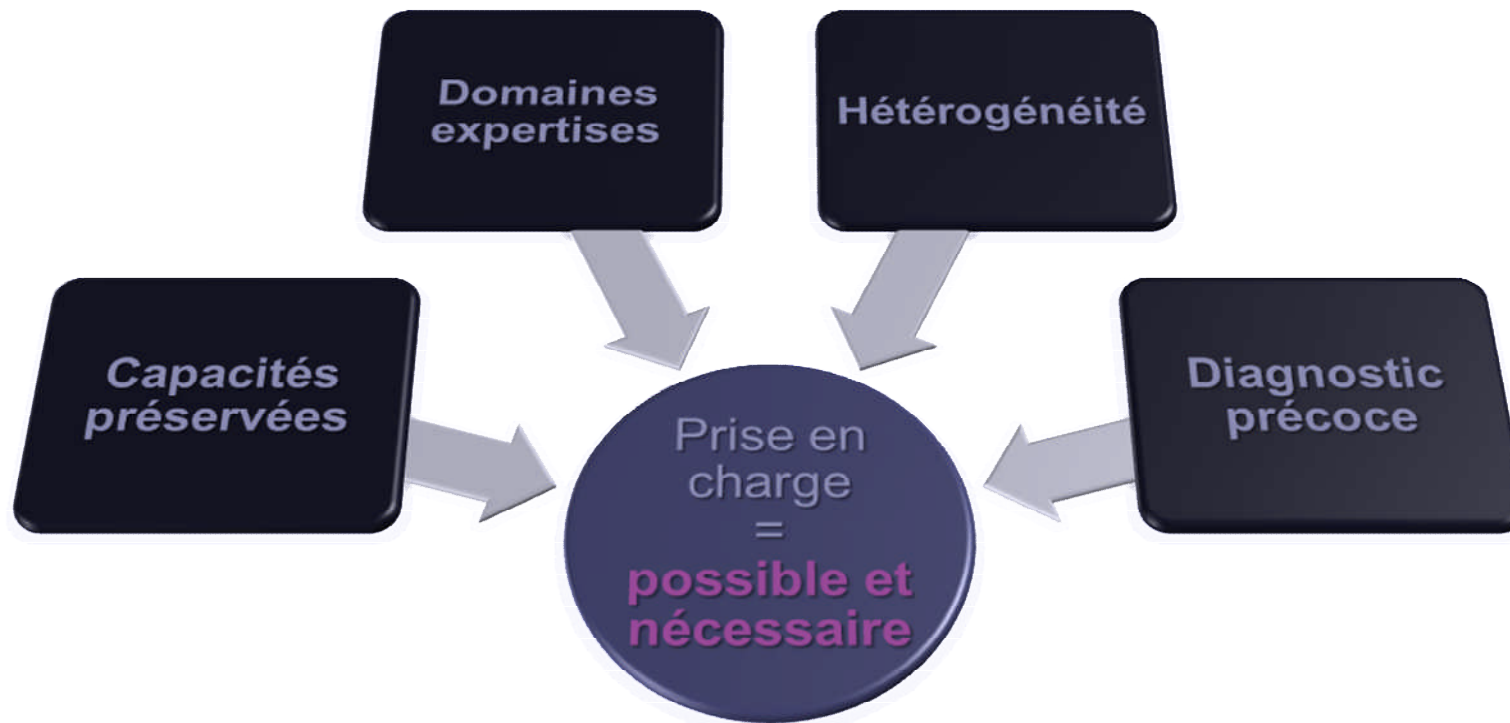 Domaines
expertises
Hétérogénéité
Capacités
préservées
Diagnostic
précoce
Prise en
charge
=
possible et
nécessaire